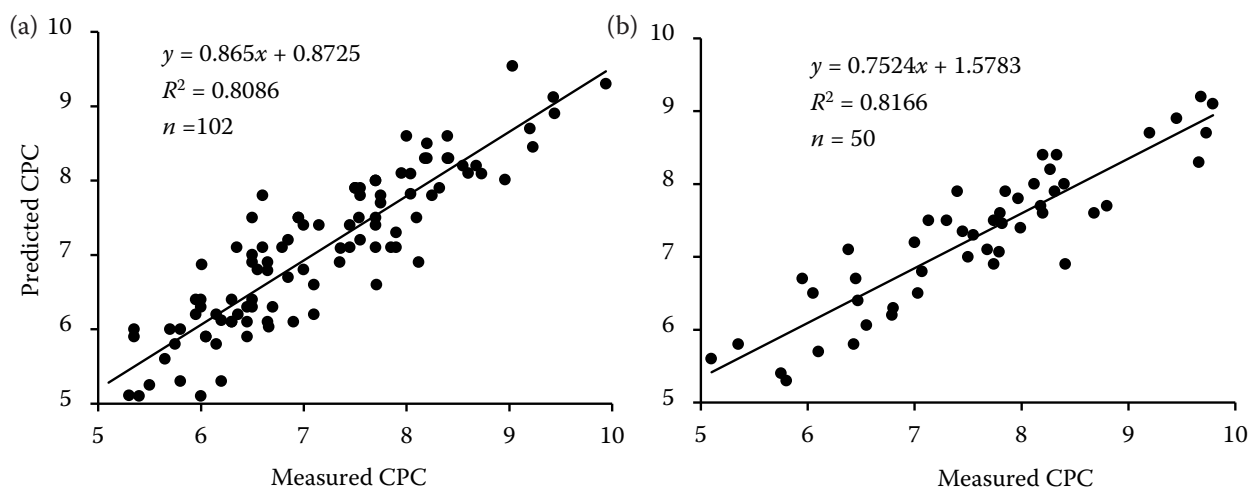 (a)
10
9
8
7
6
5
5 6 7 8 9 10
Predicted CPC
Measured CPC
y = 0.865x + 0.8725
R² = 0.8086
n =102
(b)
10
9
8
7
6
5
5 6 7 8 9 10
Measured CPC
y = 0.7524x + 1.5783
R² = 0.8166
n = 50